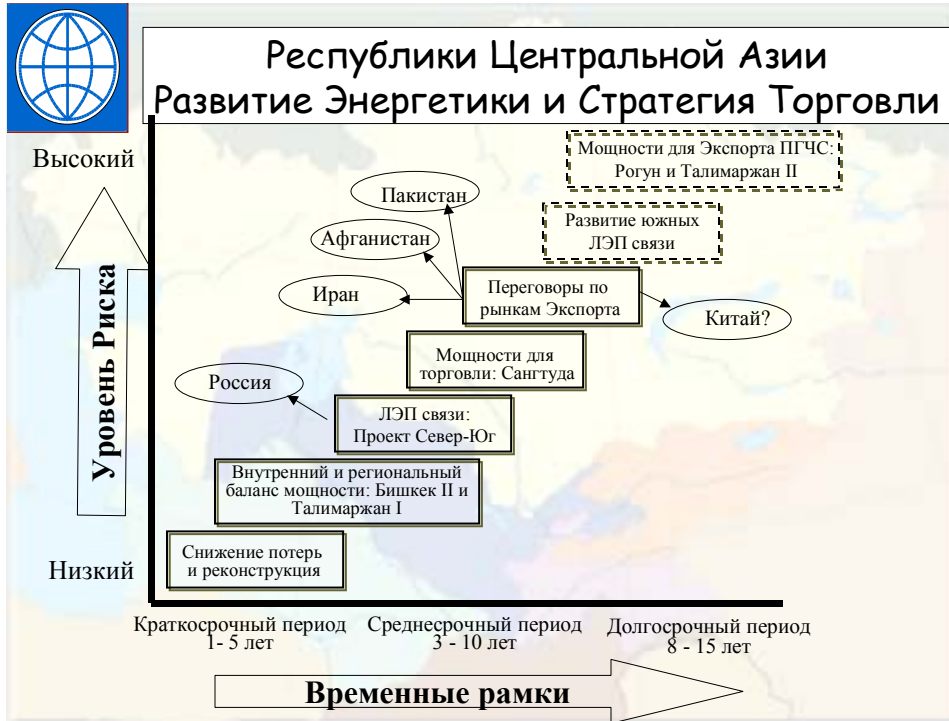 Республики Центральной Азии
Развитие Энергетики и Стратегия Торговли
Высокий
Уровень Риска
Низкий
Мощности для Экспорта ПГЧС:
Рогун и Талимаржан II
Развитие южных
ЛЭП связи
Пакистан
Афганистан
Иран
Переговоры по
рынкам Экспорта
Китай?
Мощности для
торговли: Сангтуда
Россия
ЛЭП связи:
Проект Север-Юг
Внутренний и региональный
баланс мощности: Бишкек II и
Талимаржан I
Снижение потерь
и реконструкция
Краткосрочный период
1- 5 лет
Среднесрочный период
3 - 10 лет
Долгосрочный период
8 - 15 лет
Временные рамки